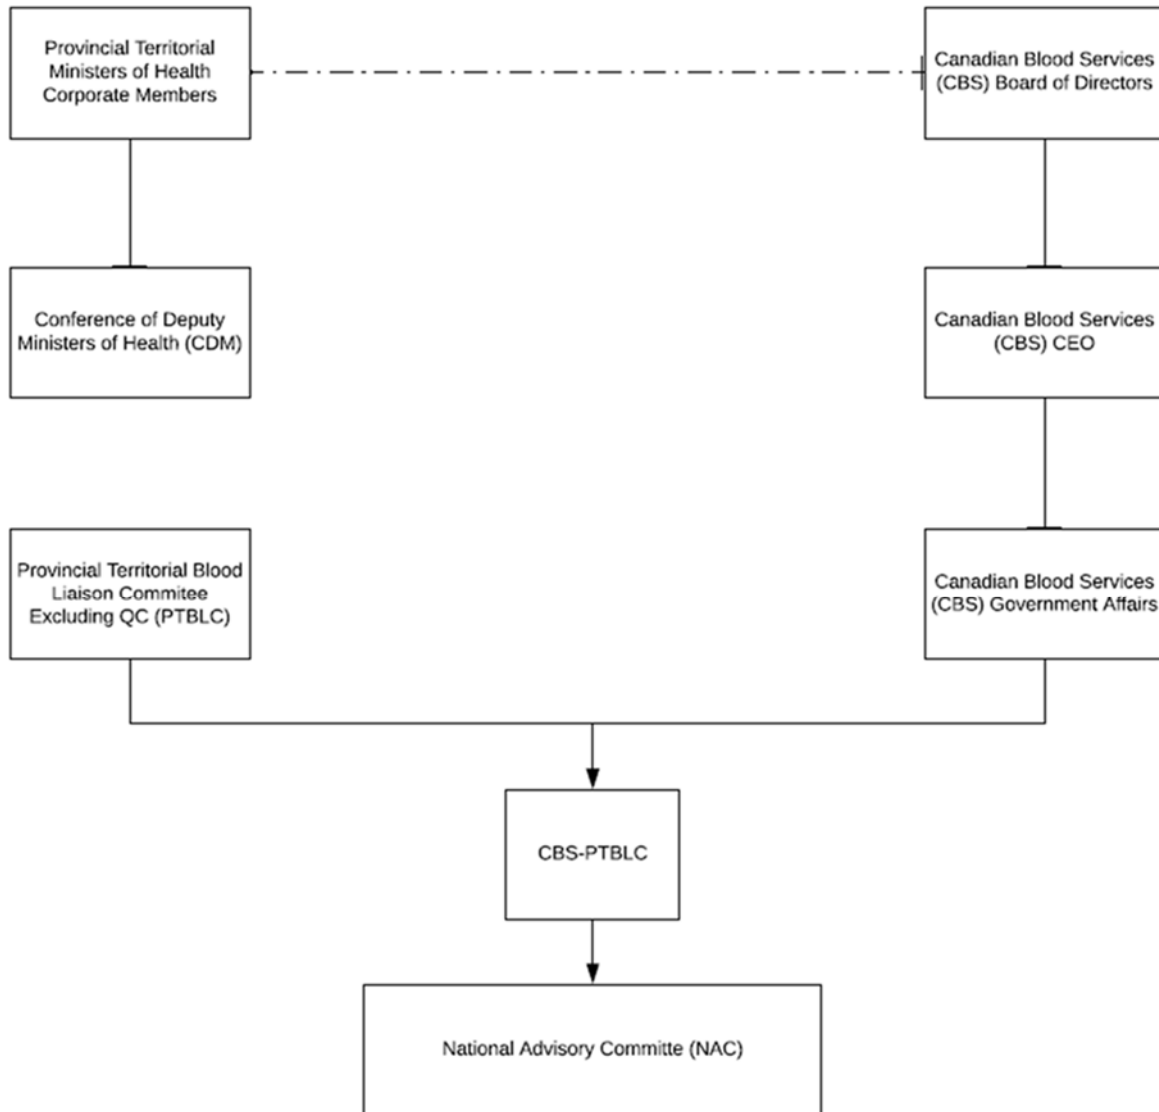 Provincial Territorial
Ministers of Health
Corporate Members
Canadian Blood Services
(CBS) Board of Directors
Conference of Deputy
Ministers of Health (CDM)
Canadian Blood Services
(CBS) CEO
Provincial Territorial Blood
Liaison Commitee
Excluding QC (PTBLC)
Canadian Blood Services
(CBS) Government Affairs
CBS-PTBLC
National Advisory Committe (NAC)